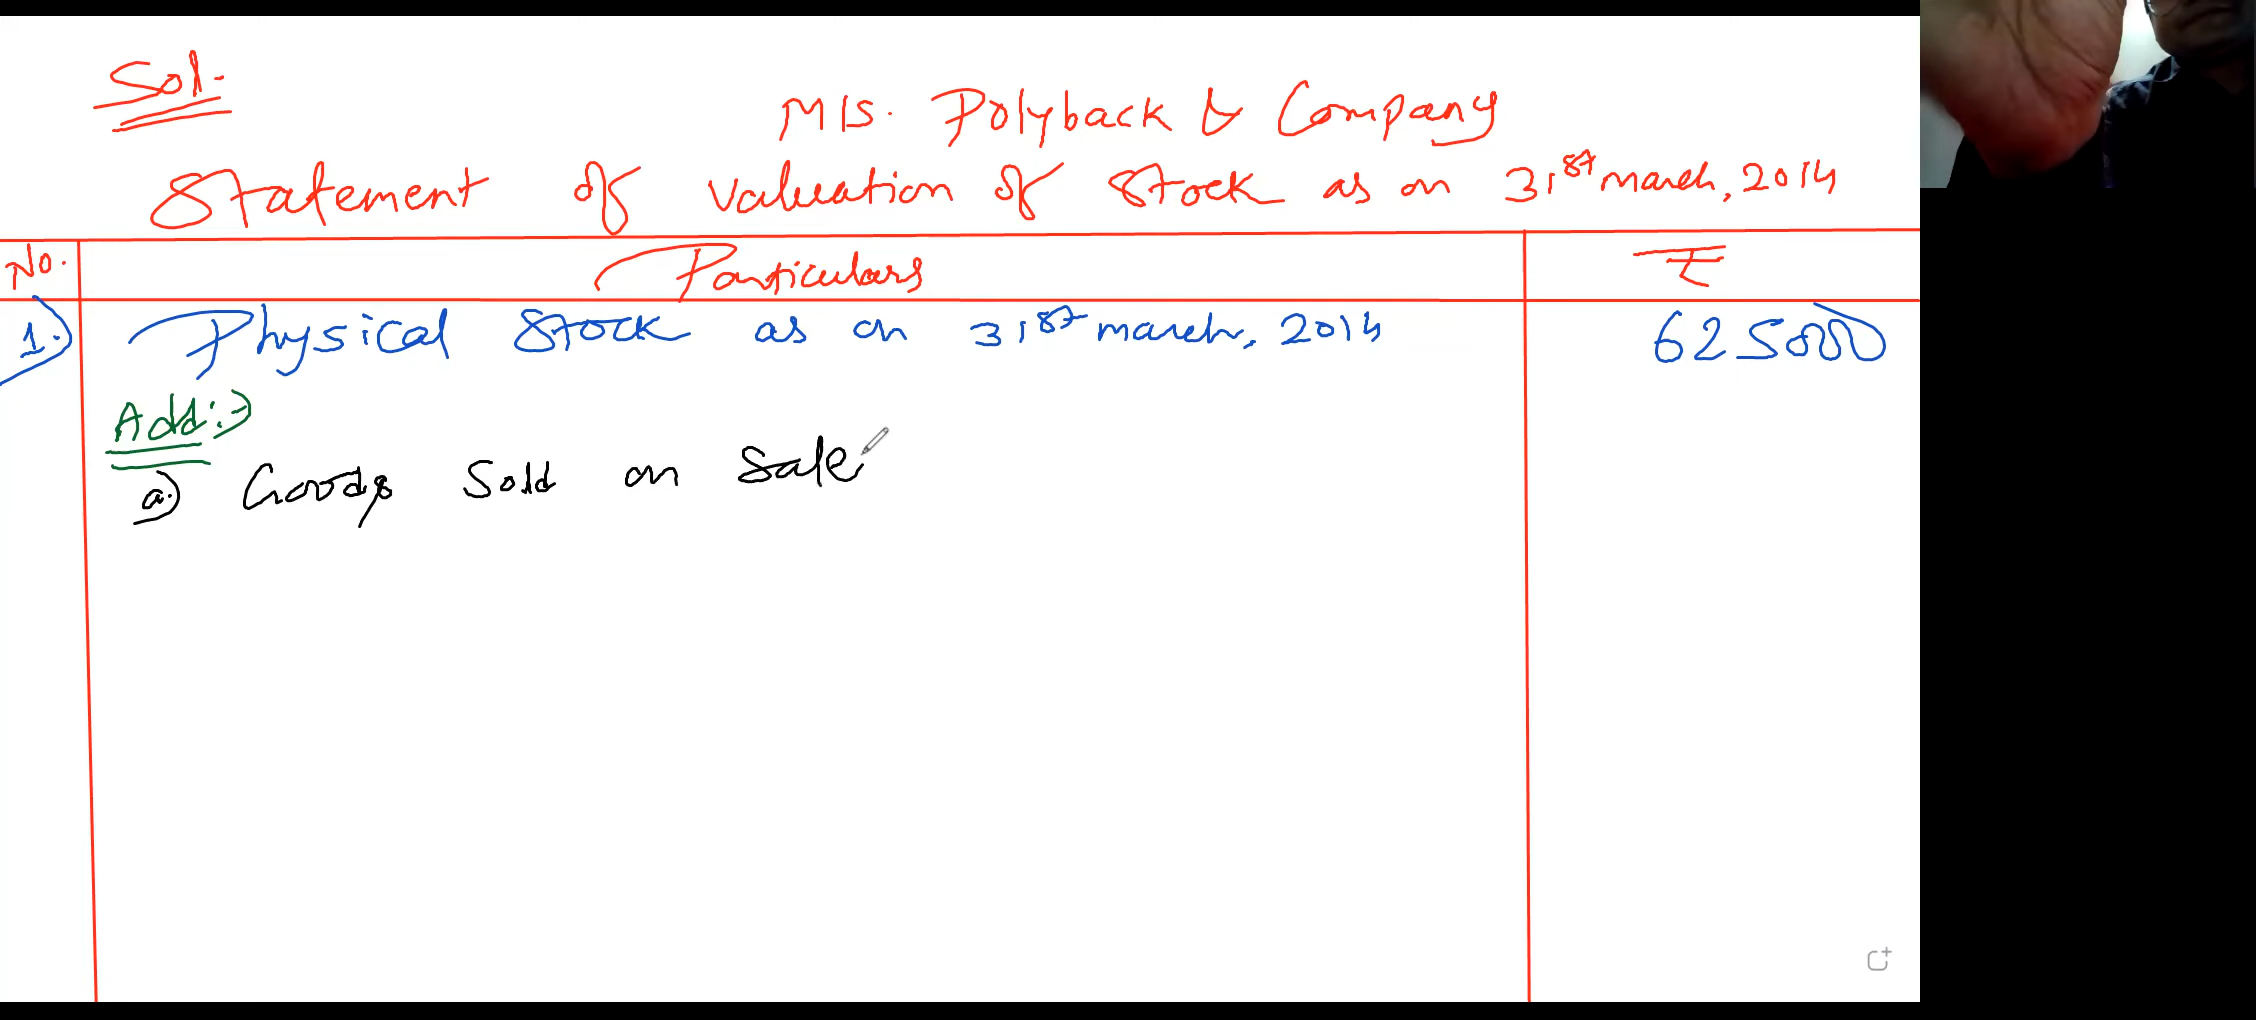 Sol.
M/s. Polyback & Company
Statement of Valuation of Stock as on 31st march, 2014
No. Particulars ₹
1.) Physical Stock as on 31st march, 2014 625000
Add:→
a.) Goods Sold on Sale